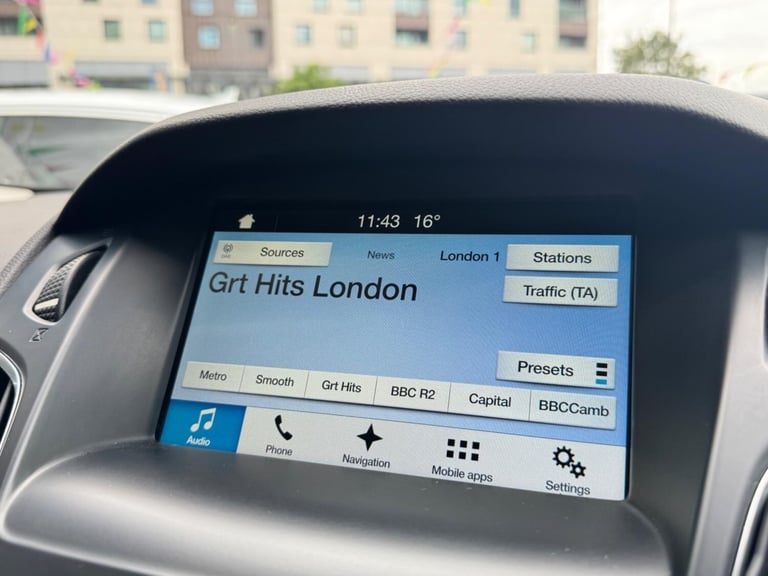 11:43 16°
Sources News London 1 Stations
Grt Hits London
Traffic (TA)
Presets
Metro Smooth Grt Hits BBC R2 Capital BBCCamb
Audio Phone Navigation Mobile apps Settings